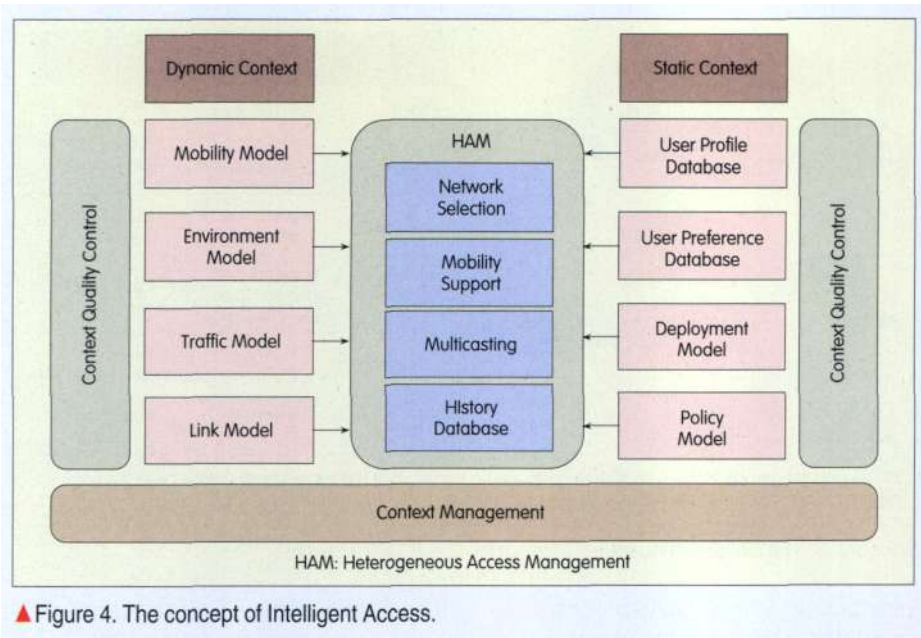 Dynamic Context
Static Context
Context Quality Control
Mobility Model
Environment
Model
Traffic Model
Link Model
HAM
Network
Selection
Mobility
Support
Multicasting
HIstory
Database
User Profile
Database
User Preference
Database
Deployment
Model
Policy
Model
Context Quality Control
Context Management
HAM: Heterogeneous Access Management
▲Figure 4. The concept of Intelligent Access.